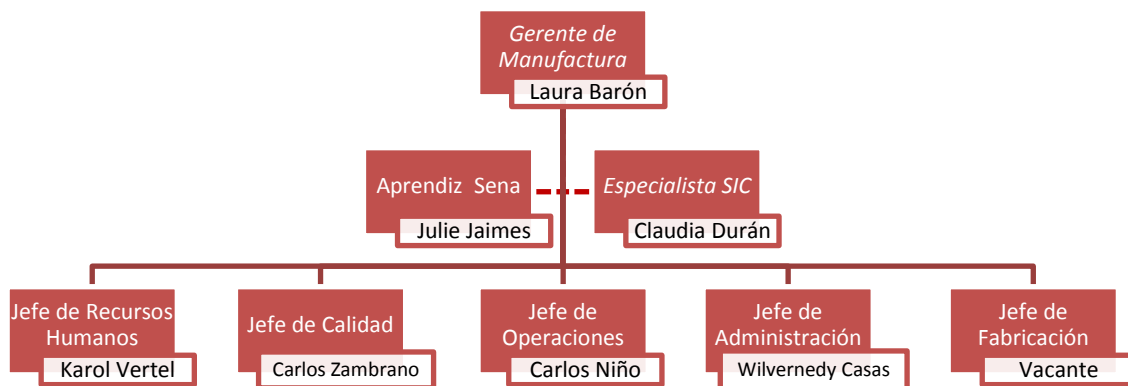 Gerente de
Manufactura
Laura Barón
Aprendiz Sena
Julie Jaimes
Especialista SIC
Claudia Durán
Jefe de Recursos
Humanos
Karol Vertel
Jefe de Calidad
Carlos Zambrano
Jefe de
Operaciones
Carlos Niño
Jefe de
Administración
Wilvernedy Casas
Jefe de
Fabricación
Vacante